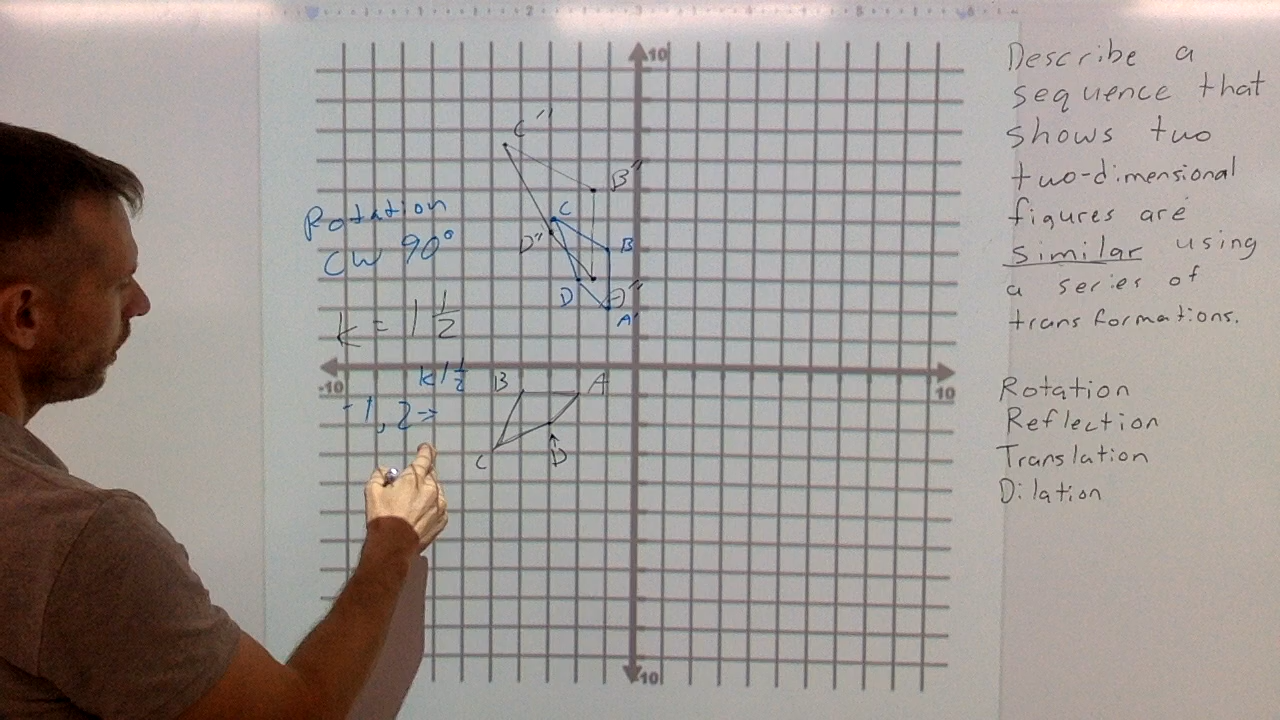 10
C"
B"
Rotation
CW 90°
C
D"
B
D
A'
k = 1 1/2
-10
10
k 1 1/2
B
A
-1, 2 →
C
D
10
Describe a
sequence that
shows two
two-dimensional
figures are
similar using
a series of
transformations.
Rotation
Reflection
Translation
Dilation